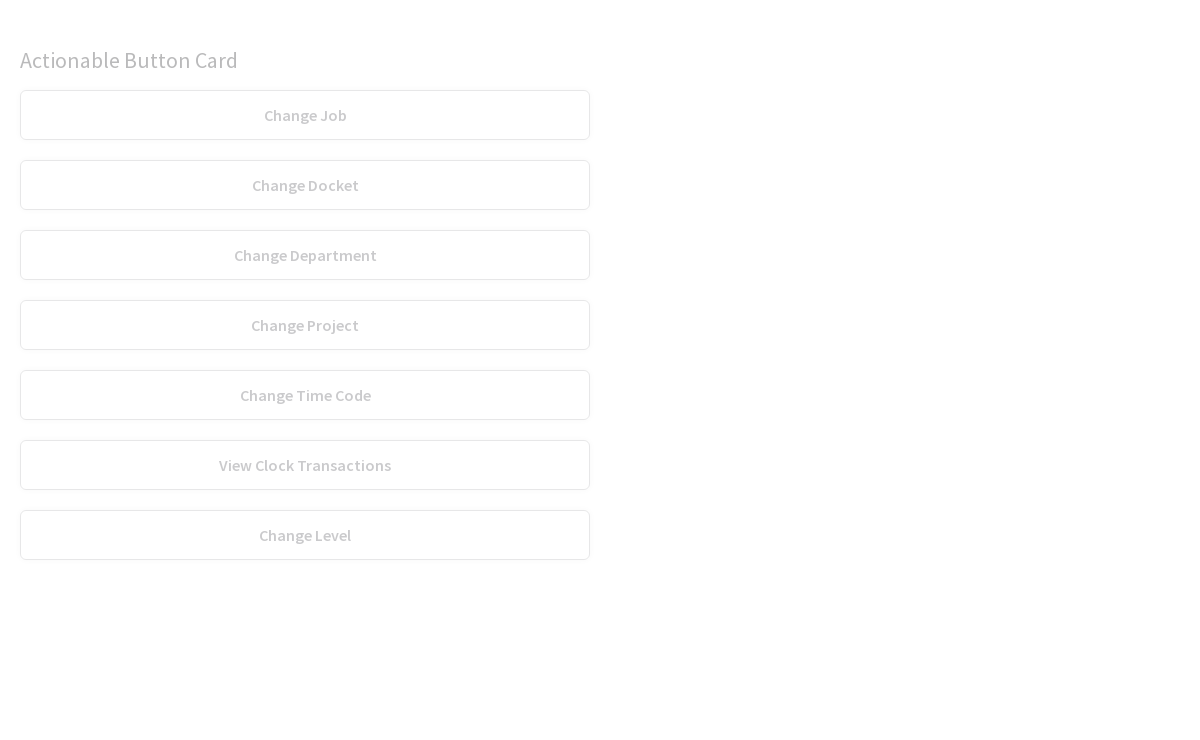 Actionable Button Card
Change Job
Change Docket
Change Department
Change Project
Change Time Code
View Clock Transactions
Change Level